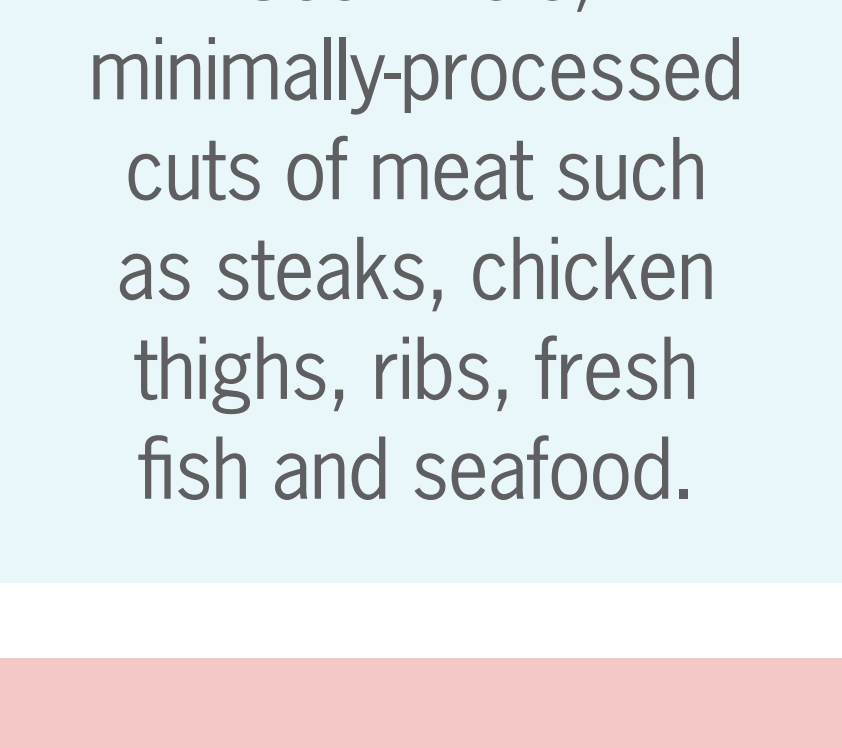 minimally-processed
cuts of meat such
as steaks, chicken
thighs, ribs, fresh
fish and seafood.